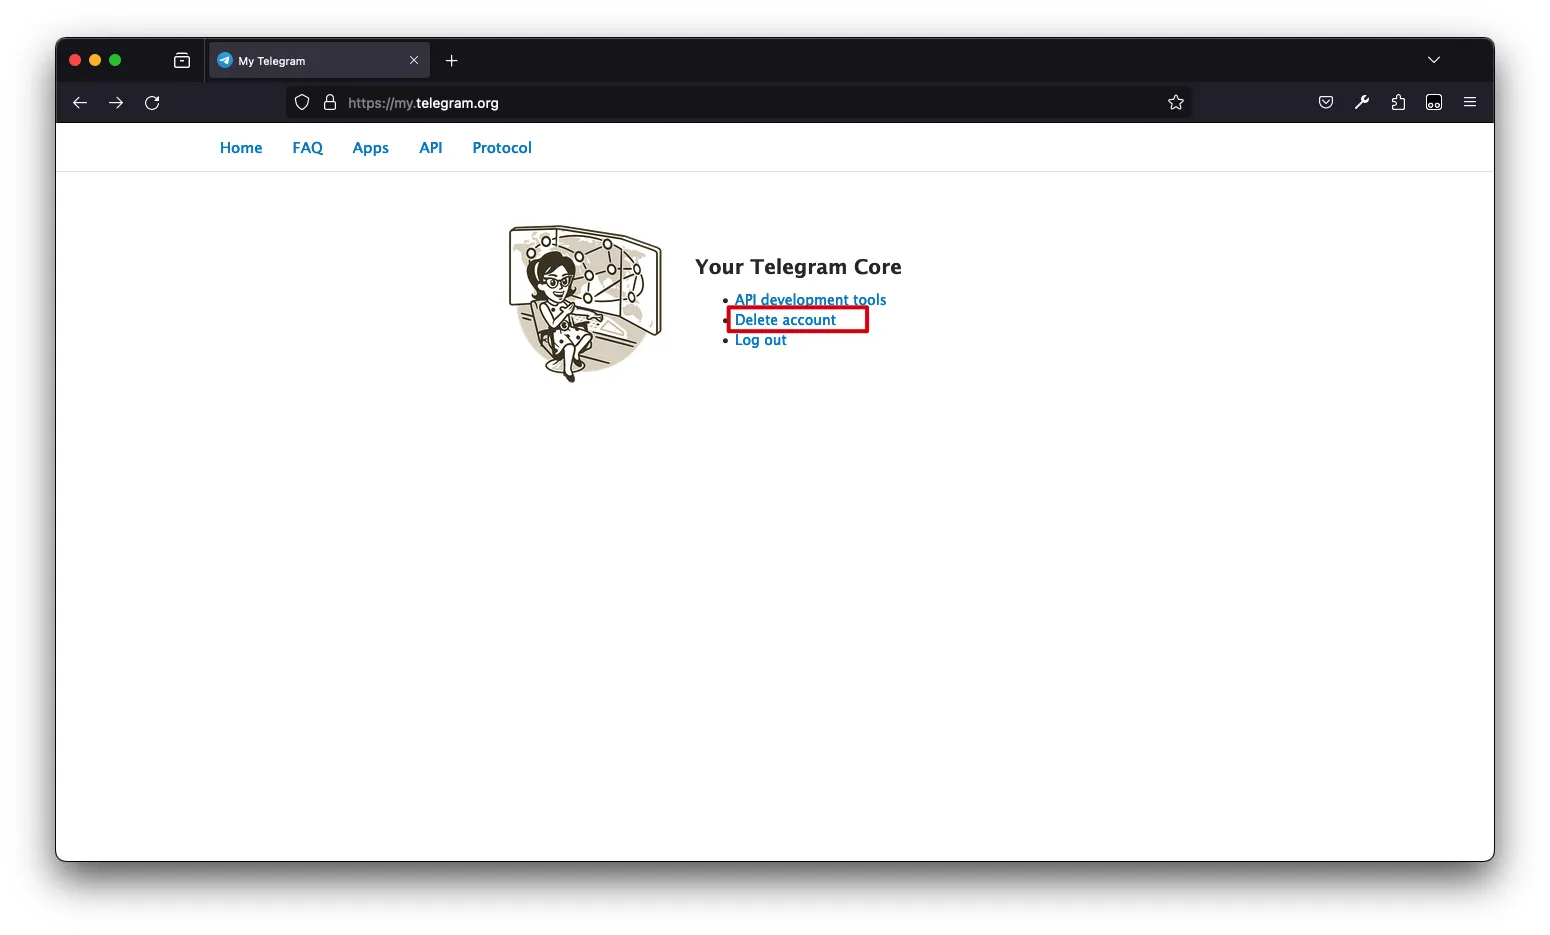 My Telegram
https://my.telegram.org
Home FAQ Apps API Protocol
Your Telegram Core
API development tools
Delete account
Log out